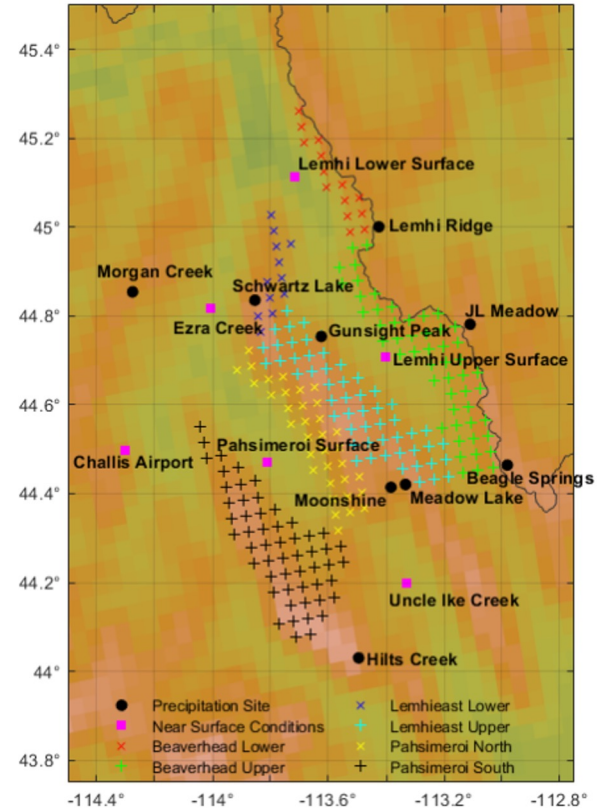 45.4°
45.2°
Lemhi Lower Surface
45°
Lemhi Ridge
Morgan Creek
Schwartz Lake
44.8°
JL Meadow
Ezra Creek
Gunsight Peak
Lemhi Upper Surface
44.6°
Pahsimeroi Surface
Challis Airport
Beagle Springs
44.4°
Moonshine
Meadow Lake
44.2°
Uncle Ike Creek
44°
Hilts Creek
Precipitation Site
Near Surface Conditions
Beaverhead Lower
Beaverhead Upper
Lemhieast Lower
Lemhieast Upper
Pahsimeroi North
Pahsimeroi South
43.8°
-114.4° -114° -113.6° -113.2° -112.8°